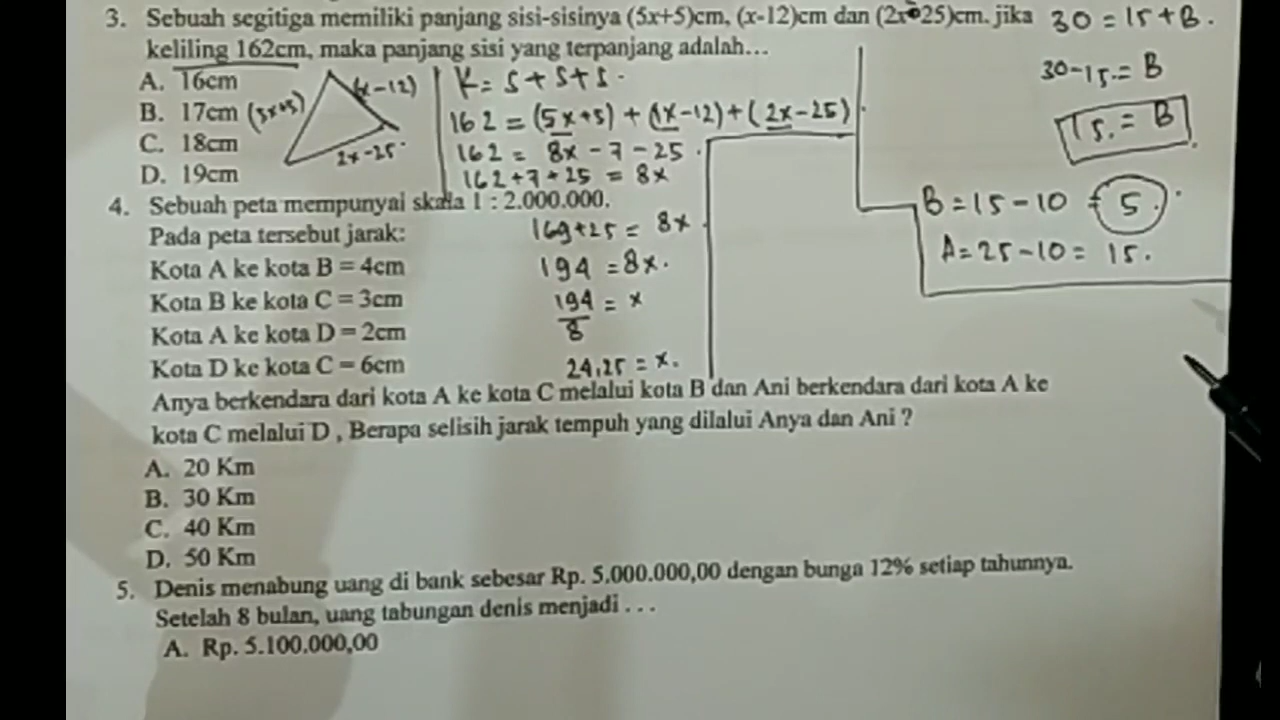 3. Sebuah segitiga memiliki panjang sisi-sisinya (5x+5)cm, (x-12)cm dan (2x-25)cm. jika
keliling 162cm, maka panjang sisi yang terpanjang adalah...
A. 16cm
B. 17cm
C. 18cm
D. 19cm
(5x+5)
(x-12)
2x-25
K = S + S + S
162 = (5x+5) + (1x-12) + (2x-25)
162 = 8x - 7 - 25
162+7+25 = 8x
169+25 = 8x
194 = 8x.
194/8 = x
24,25 = x.
30 = 15 + B.
30-15 = B
15 = B
B = 15 - 10 = 5
A = 25 - 10 = 15.
4. Sebuah peta mempunyai skala 1 : 2.000.000.
Pada peta tersebut jarak:
Kota A ke kota B = 4cm
Kota B ke kota C = 3cm
Kota A ke kota D = 2cm
Kota D ke kota C = 6cm
Anya berkendara dari kota A ke kota C melalui kota B dan Ani berkendara dari kota A ke
kota C melalui D , Berapa selisih jarak tempuh yang dilalui Anya dan Ani ?
A. 20 Km
B. 30 Km
C. 40 Km
D. 50 Km
5. Denis menabung uang di bank sebesar Rp. 5.000.000,00 dengan bunga 12% setiap tahunnya.
Setelah 8 bulan, uang tabungan denis menjadi . . .
A. Rp. 5.100.000,00